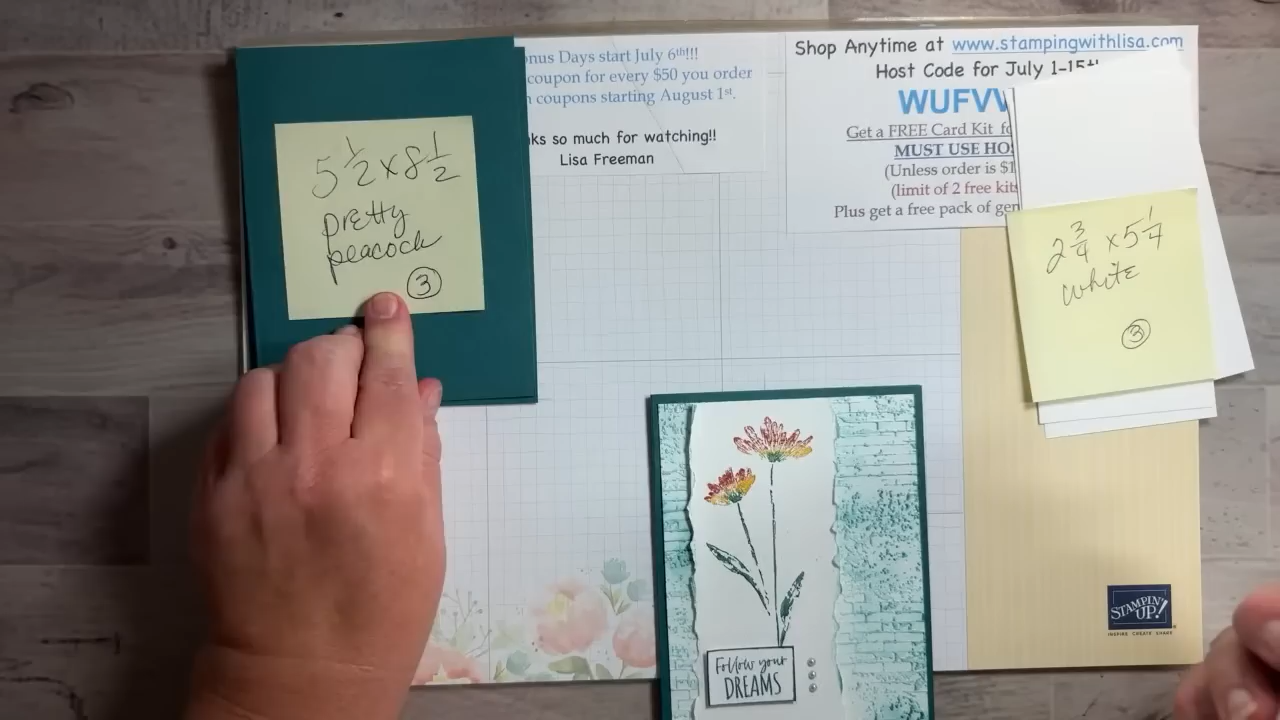 5 1/2 x 8 1/2
pretty
peacock
3
onus Days start July 6th!!!
coupon for every $50 you order
coupons starting August 1st.
ks so much for watching!!
Lisa Freeman
Shop Anytime at www.stampingwithlisa.com
Host Code for July 1-15th
WUFV
Get a FREE Card Kit fo
MUST USE HOS
(Unless order is $1
(limit of 2 free kits
Plus get a free pack of gen
2 3/4 x 5 1/4
white
3
follow your
DREAMS
STAMPIN' UP!
INSPIRE CREATE SHARE